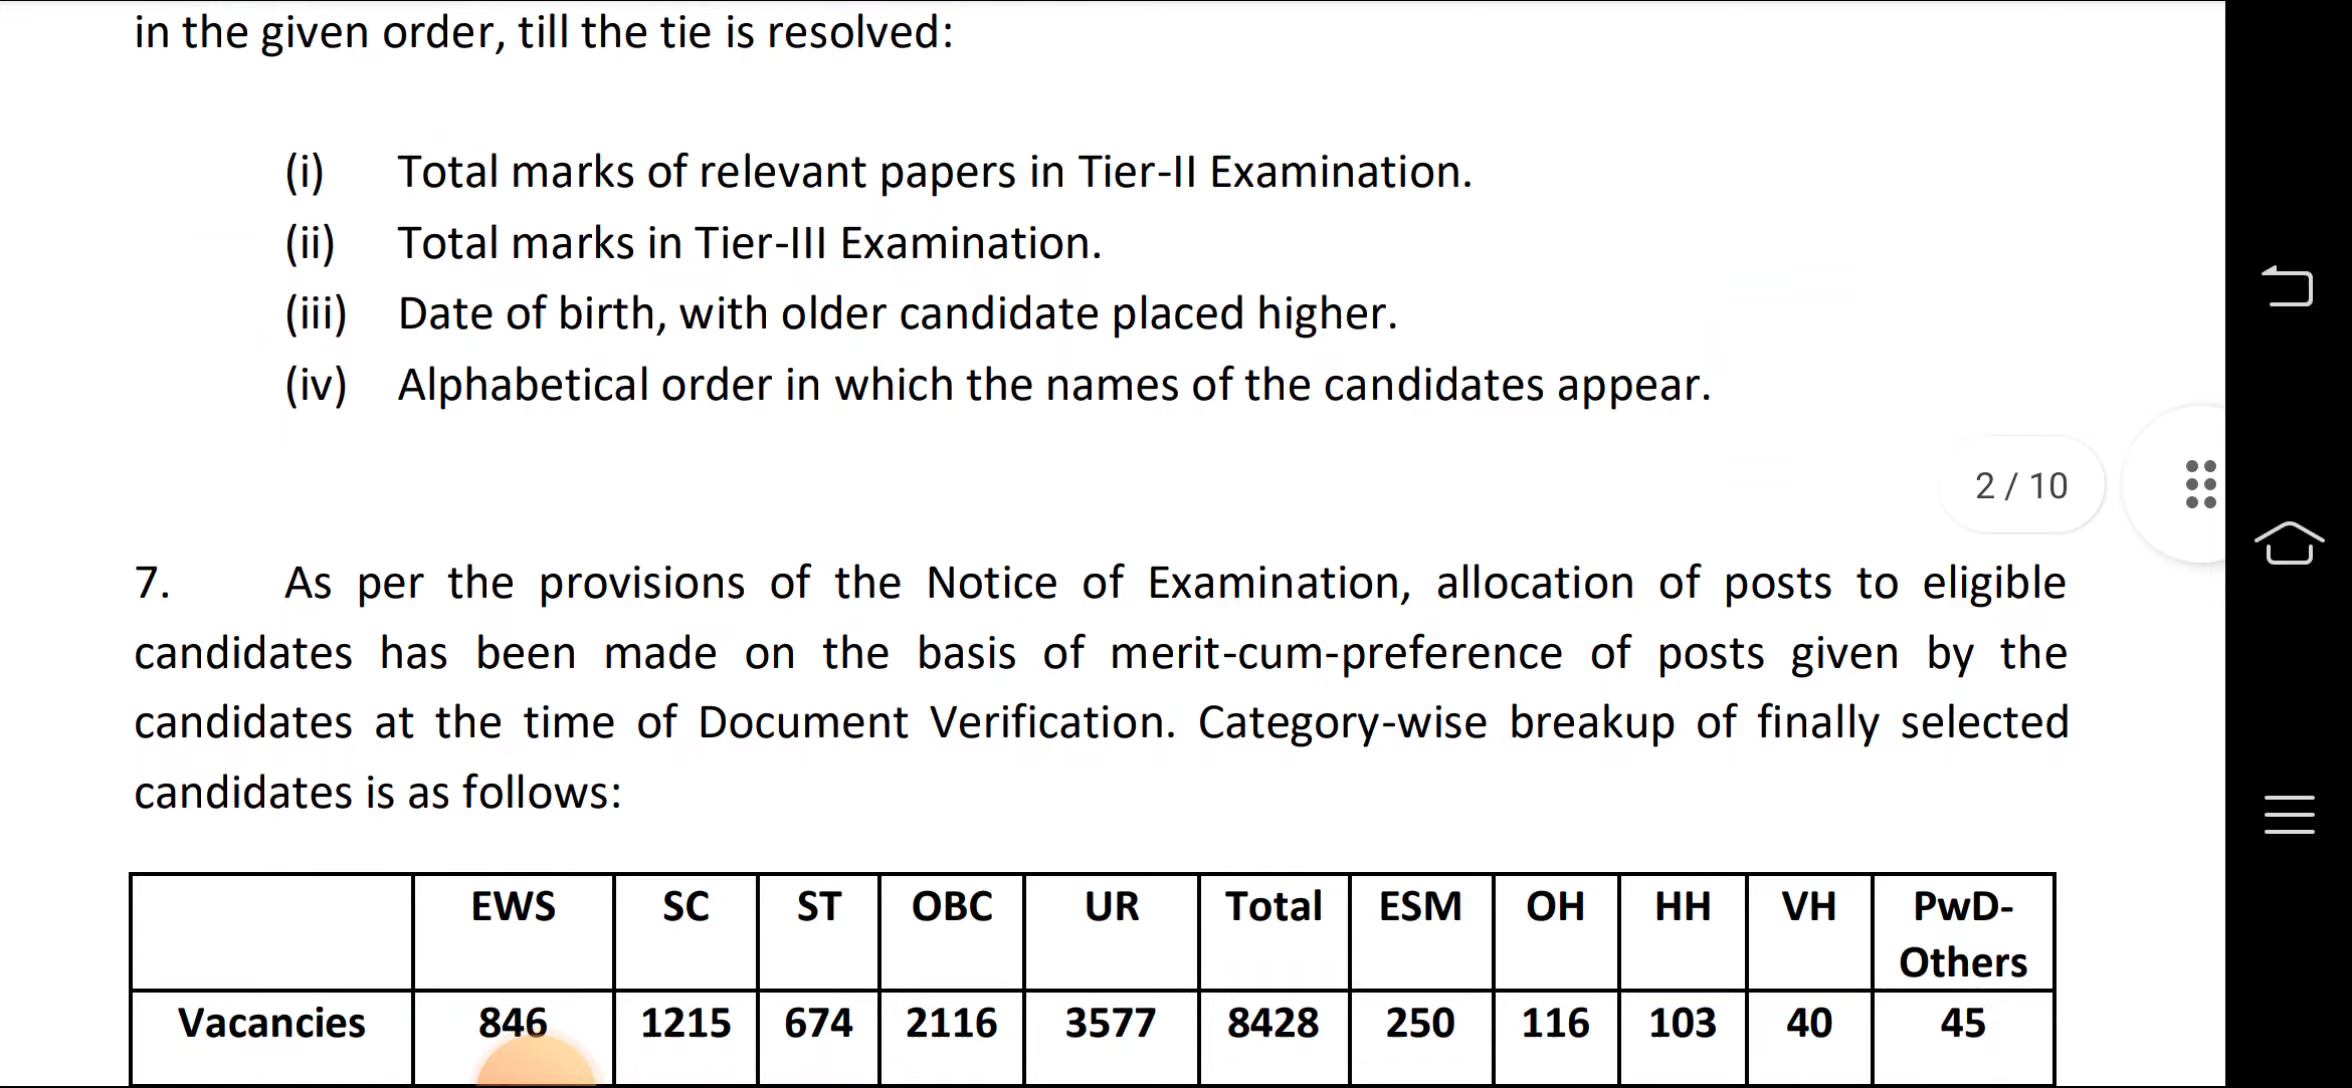 in the given order, till the tie is resolved:
(i) Total marks of relevant papers in Tier-II Examination.
(ii) Total marks in Tier-III Examination.
(iii) Date of birth, with older candidate placed higher.
(iv) Alphabetical order in which the names of the candidates appear.
2 / 10
7. As per the provisions of the Notice of Examination, allocation of posts to eligible
candidates has been made on the basis of merit-cum-preference of posts given by the
candidates at the time of Document Verification. Category-wise breakup of finally selected
candidates is as follows:
EWS SC ST OBC UR Total ESM OH HH VH PwD-
Others
Vacancies 846 1215 674 2116 3577 8428 250 116 103 40 45